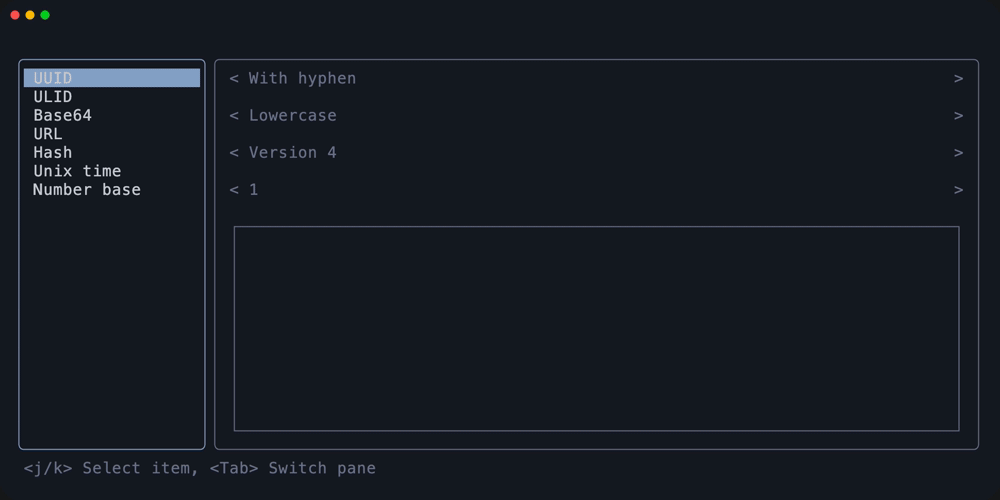 UUID
ULID
Base64
URL
Hash
Unix time
Number base
< With hyphen >
< Lowercase >
< Version 4 >
< 1 >
<j/k> Select item, <Tab> Switch pane